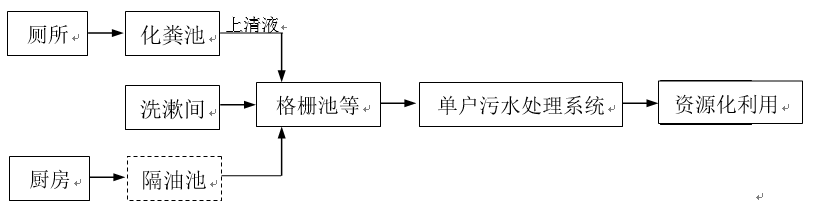 上清液
厕所
化粪池
洗漱间
格栅池等
单户污水处理系统
资源化利用
厨房
隔油池